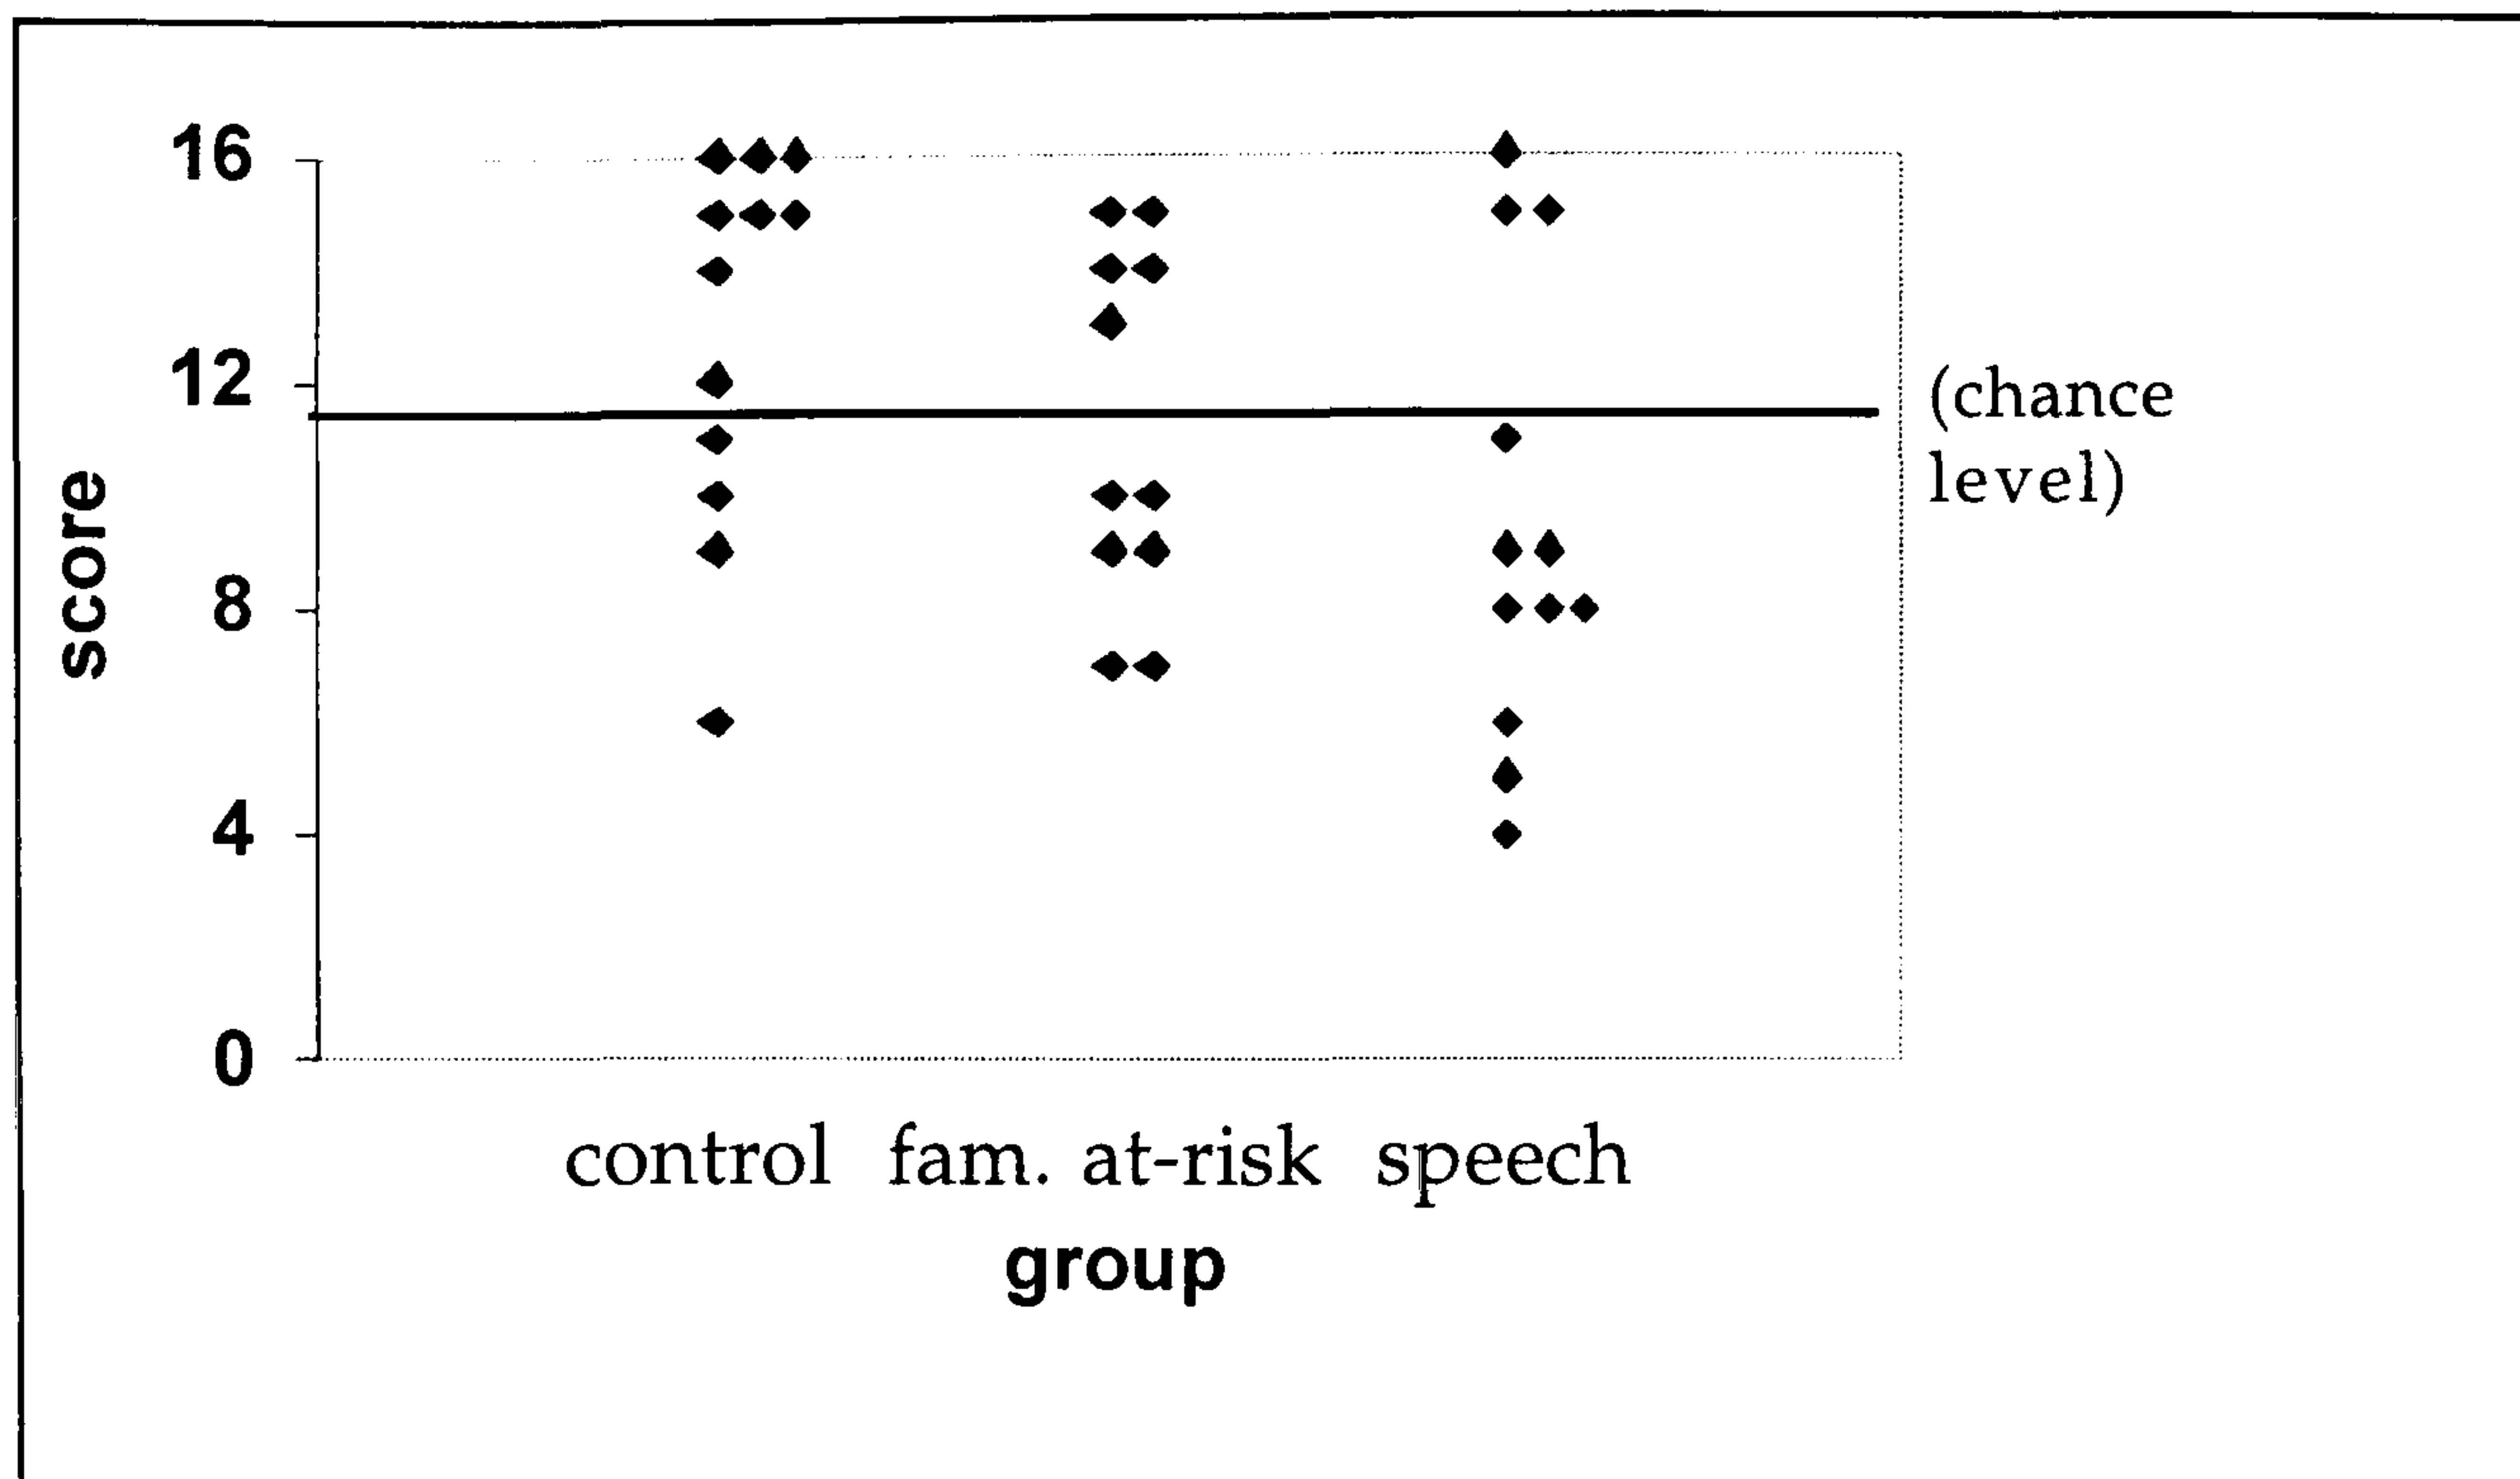 16
12
8
4
0
score
(chance
level)
control fam. at-risk speech
group